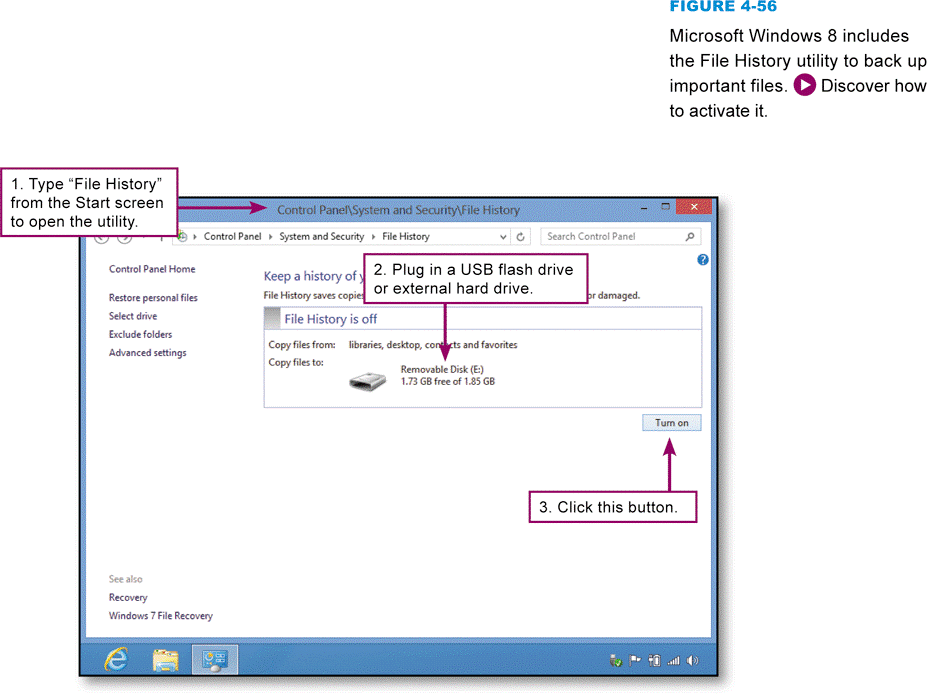 FIGURE 4-56
Microsoft Windows 8 includes
the File History utility to back up
important files. Discover how
to activate it.
1. Type “File History”
from the Start screen
to open the utility.
Control Panel\System and Security\File History
Control Panel System and Security File History
Search Control Panel
Control Panel Home
Restore personal files
Select drive
Exclude folders
Advanced settings
Keep a history of
2. Plug in a USB flash drive
or external hard drive.
File History saves copies
or damaged.
File History is off
Copy files from: libraries, desktop, contacts and favorites
Copy files to:
Removable Disk (E:)
1.73 GB free of 1.85 GB
Turn on
3. Click this button.
See also
Recovery
Windows 7 File Recovery